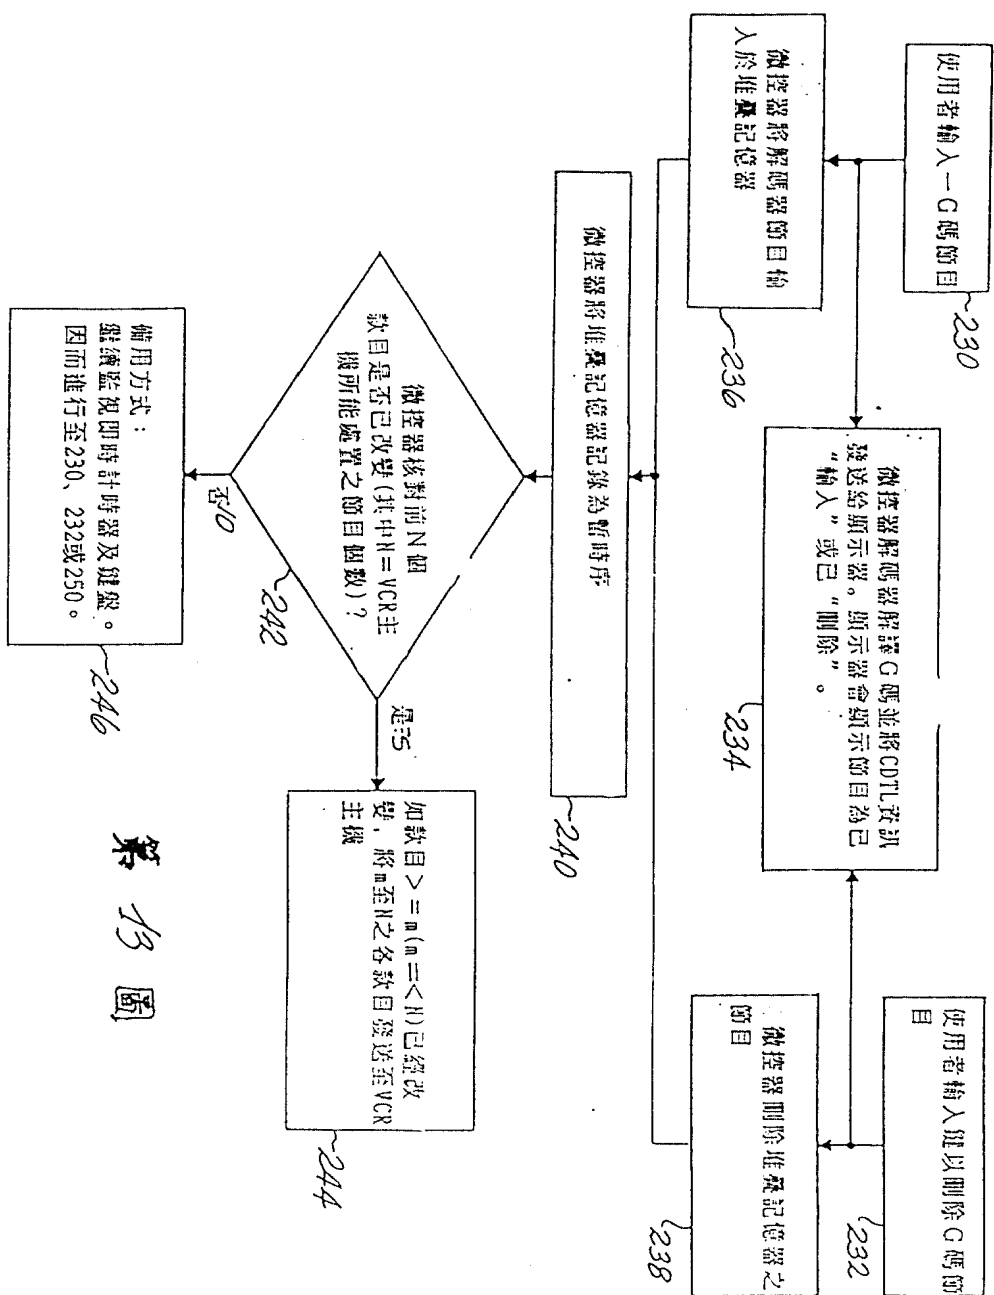 使用者輸入一G碼節目
230
使用者輸入鍵以刪除G碼節
目
232
微控器解碼器解譯G碼並將CDTL資訊
發送給顯示器。顯示器會顯示節目為已
“輸入”或已“刪除”。
234
微控器將解碼器節目輸
入於堆疊記憶器
236
微控器刪除堆疊記憶器之
節目
238
微控器將堆疊記憶器記錄為暫時序
240
微控器核對前N個
款目是否已改變(其中N=VCR主
機所能處置之節目個數)?
242
否
是
如款目>=m(m=<N)已經改
變,將m至N之各款目發送至VCR
主機
244
備用方式:
繼續監視即時計時器及鍵盤。
因而進行至230、232或250。
246
第 13 圖